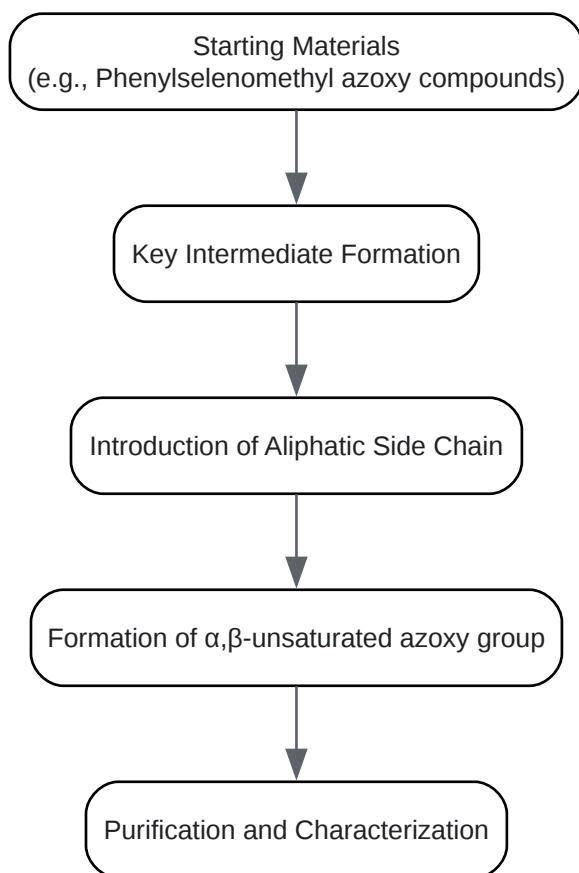 Starting Materials
(e.g., Phenylselenomethyl azoxy compounds)
Key Intermediate Formation
Introduction of Aliphatic Side Chain
Formation of α,β-unsaturated azoxy group
Purification and Characterization